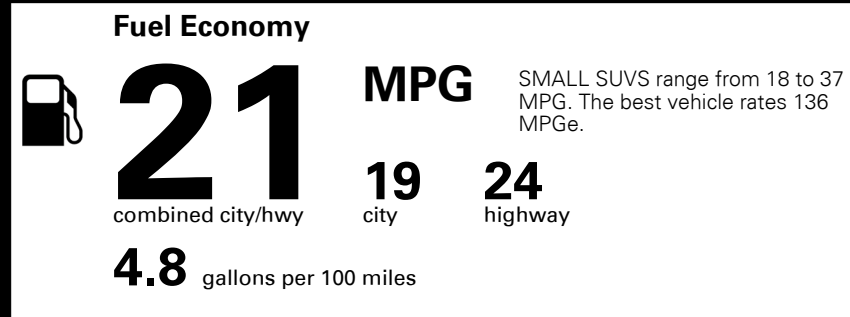 Fuel Economy
21 MPG
SMALL SUVS range from 18 to 37
MPG. The best vehicle rates 136
MPGe.
combined city/hwy
19
city
24
highway
4.8 gallons per 100 miles